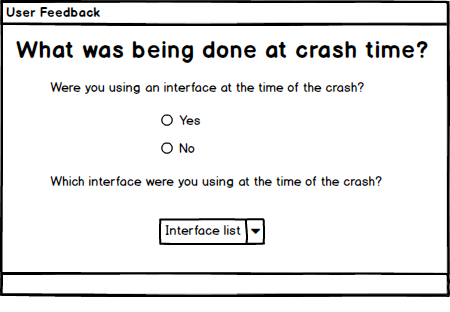 User Feedback
What was being done at crash time?
Were you using an interface at the time of the crash?
Yes
No
Which interface were you using at the time of the crash?
Interface list